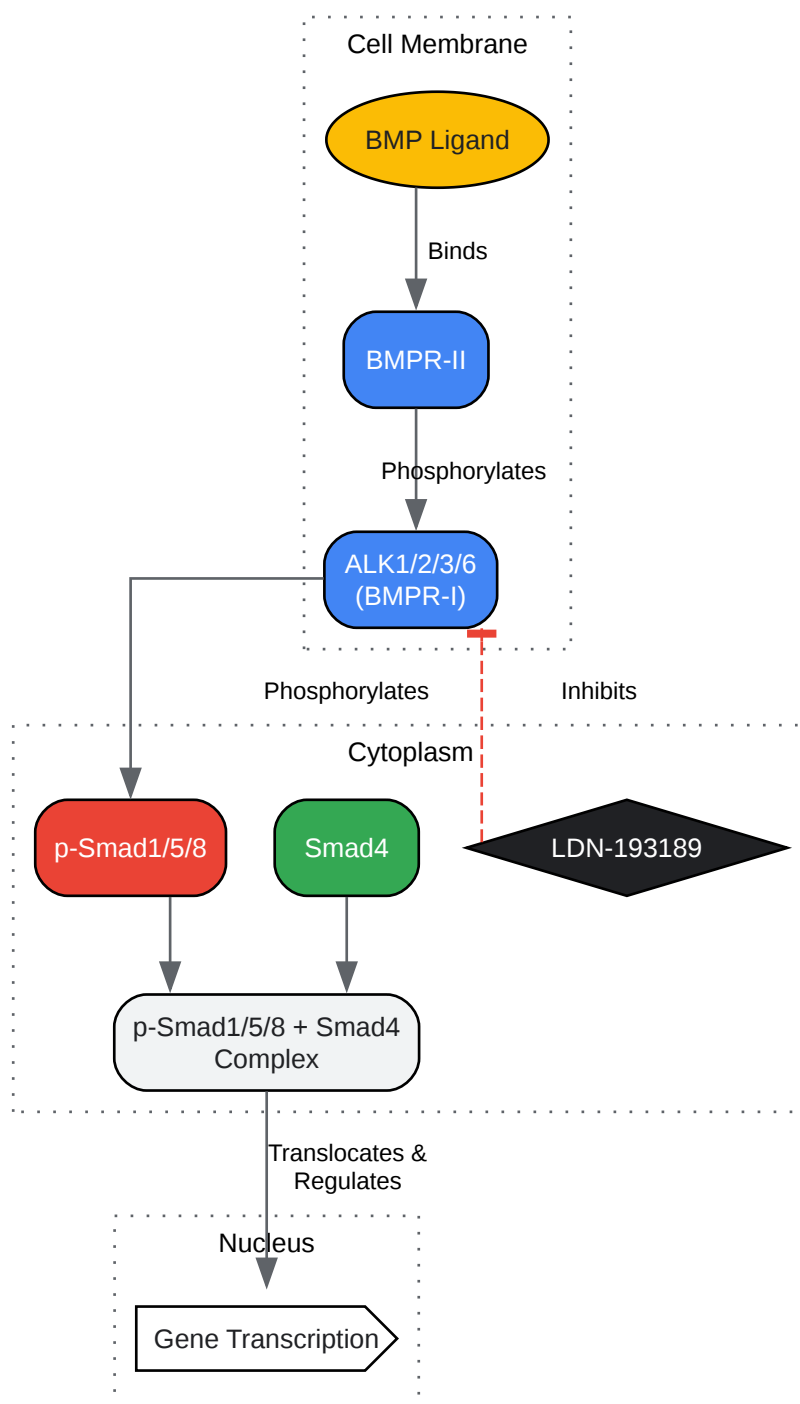 Cell Membrane
BMP Ligand
Binds
BMPR-II
Phosphorylates
ALK1/2/3/6
(BMPR-I)
Phosphorylates
Inhibits
Cytoplasm
p-Smad1/5/8
Smad4
LDN-193189
p-Smad1/5/8 + Smad4
Complex
Translocates &
Regulates
Nucleus
Gene Transcription